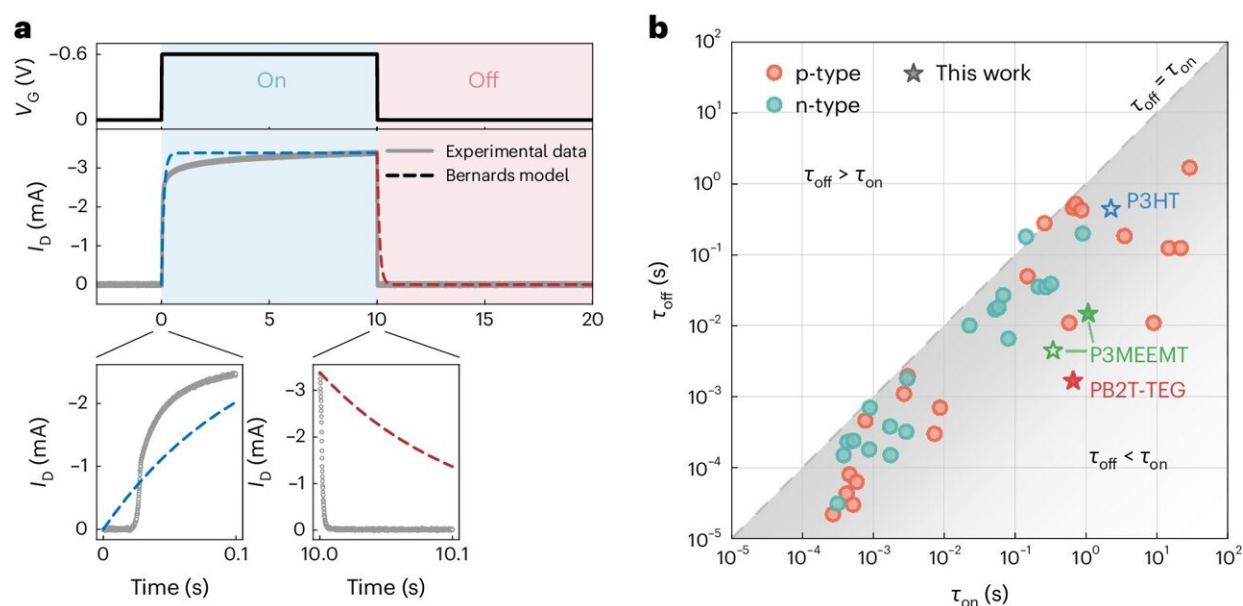 a
−0.6
V_G (V)
0
On
Off
−3
−2
−1
0
I_D (mA)
Experimental data
Bernards model
0
5
10
15
20
−2
−1
0
I_D (mA)
0
0.1
Time (s)
−3
−2
−1
0
I_D (mA)
10.0
10.1
Time (s)
b
10^2
10^1
10^0
10^−1
10^−2
10^−3
10^−4
10^−5
τ_off (s)
p-type
n-type
This work
τ_off = τ_on
τ_off > τ_on
P3HT
P3MEEMT
PB2T-TEG
τ_off < τ_on
10^−5
10^−4
10^−3
10^−2
10^−1
10^0
10^1
10^2
τ_on (s)